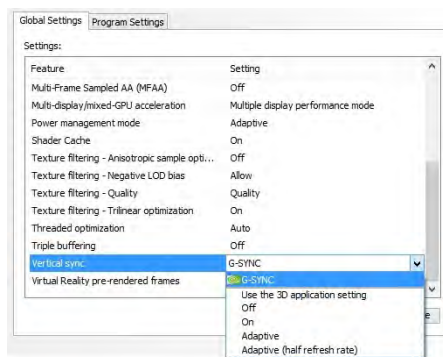 Global Settings Program Settings
Settings:
Feature Setting
Multi-Frame Sampled AA (MFAA) Off
Multi-display/mixed-GPU acceleration Multiple display performance mode
Power management mode Adaptive
Shader Cache On
Texture filtering - Anisotropic sample opti... Off
Texture filtering - Negative LOD bias Allow
Texture filtering - Quality Quality
Texture filtering - Trilinear optimization On
Threaded optimization Auto
Triple buffering Off
Vertical sync G-SYNC
Virtual Reality pre-rendered frames G-SYNC
Use the 3D application setting
Off
On
Adaptive
Adaptive (half refresh rate)